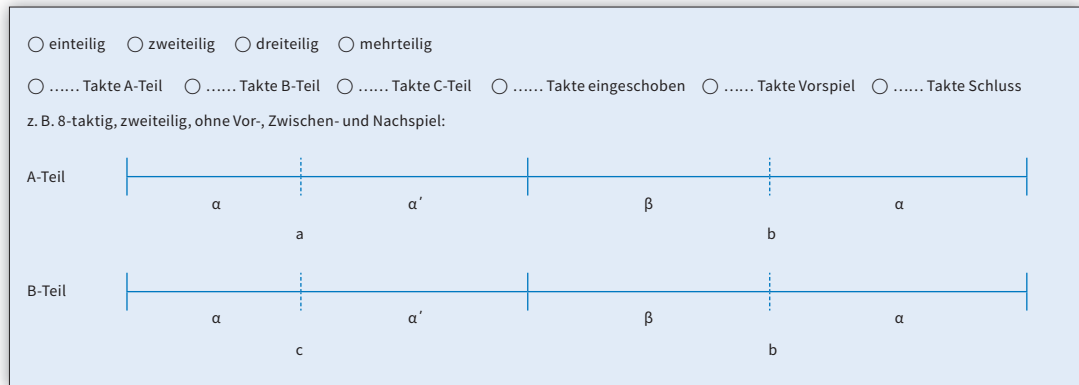 einteilig zweiteilig dreiteilig mehrteilig
...... Takte A-Teil ...... Takte B-Teil ...... Takte C-Teil ...... Takte eingeschoben ...... Takte Vorspiel ...... Takte Schluss
z. B. 8-taktig, zweiteilig, ohne Vor-, Zwischen- und Nachspiel:
A-Teil
α α´ β α
a b
B-Teil
α α´ β α
c b